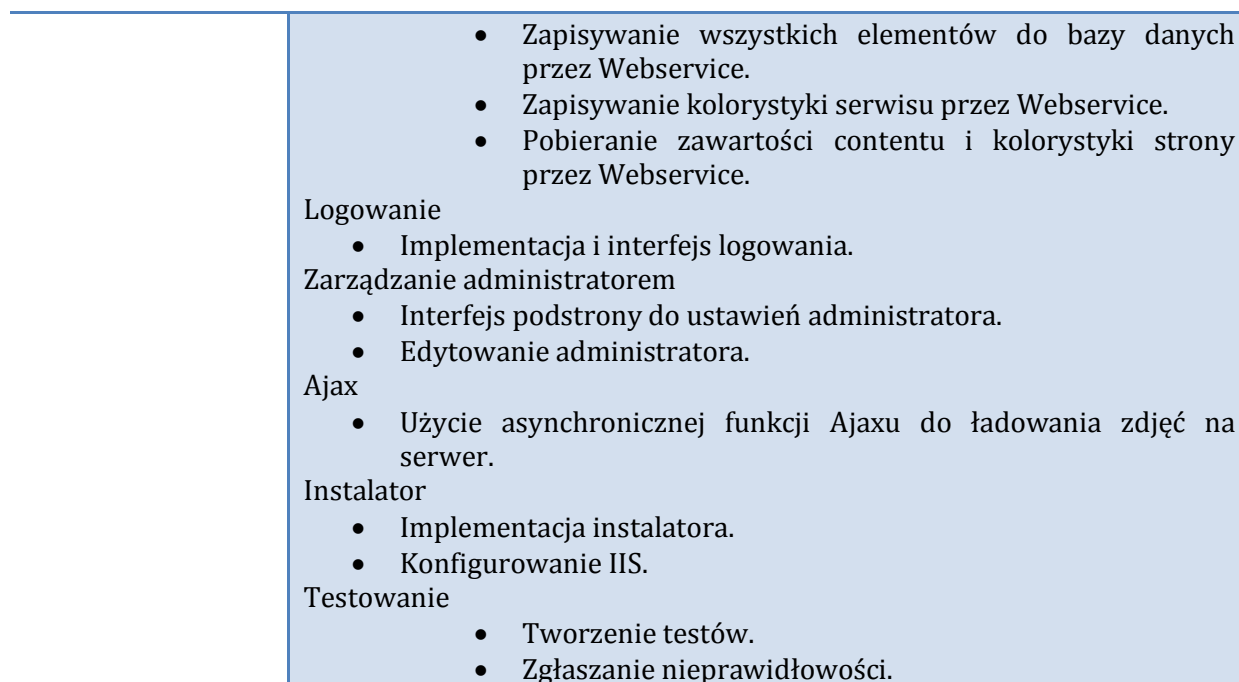 • Zapisywanie wszystkich elementów do bazy danych
przez Webservice.
• Zapisywanie kolorystyki serwisu przez Webservice.
• Pobieranie zawartości contentu i kolorystyki strony
przez Webservice.
Logowanie
• Implementacja i interfejs logowania.
Zarządzanie administratorem
• Interfejs podstrony do ustawień administratora.
• Edytowanie administratora.
Ajax
• Użycie asynchronicznej funkcji Ajaxu do ładowania zdjęć na
serwer.
Instalator
• Implementacja instalatora.
• Konfigurowanie IIS.
Testowanie
• Tworzenie testów.
• Zgłaszanie nieprawidłowości.